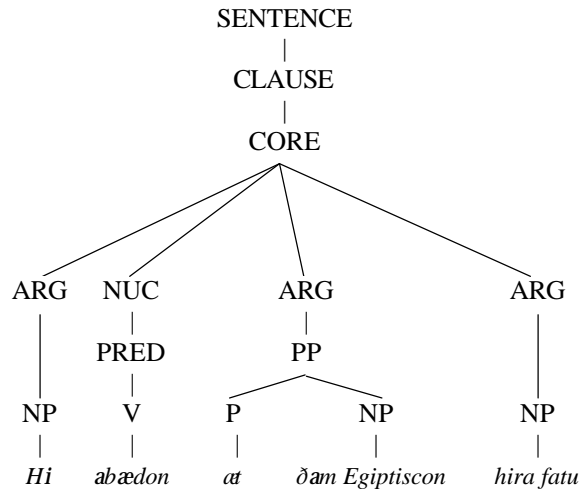 SENTENCE
CLAUSE
CORE
ARG NUC ARG ARG
PRED PP
NP V P NP NP
Hi abædon æt ðam Egiptiscon hira fatu